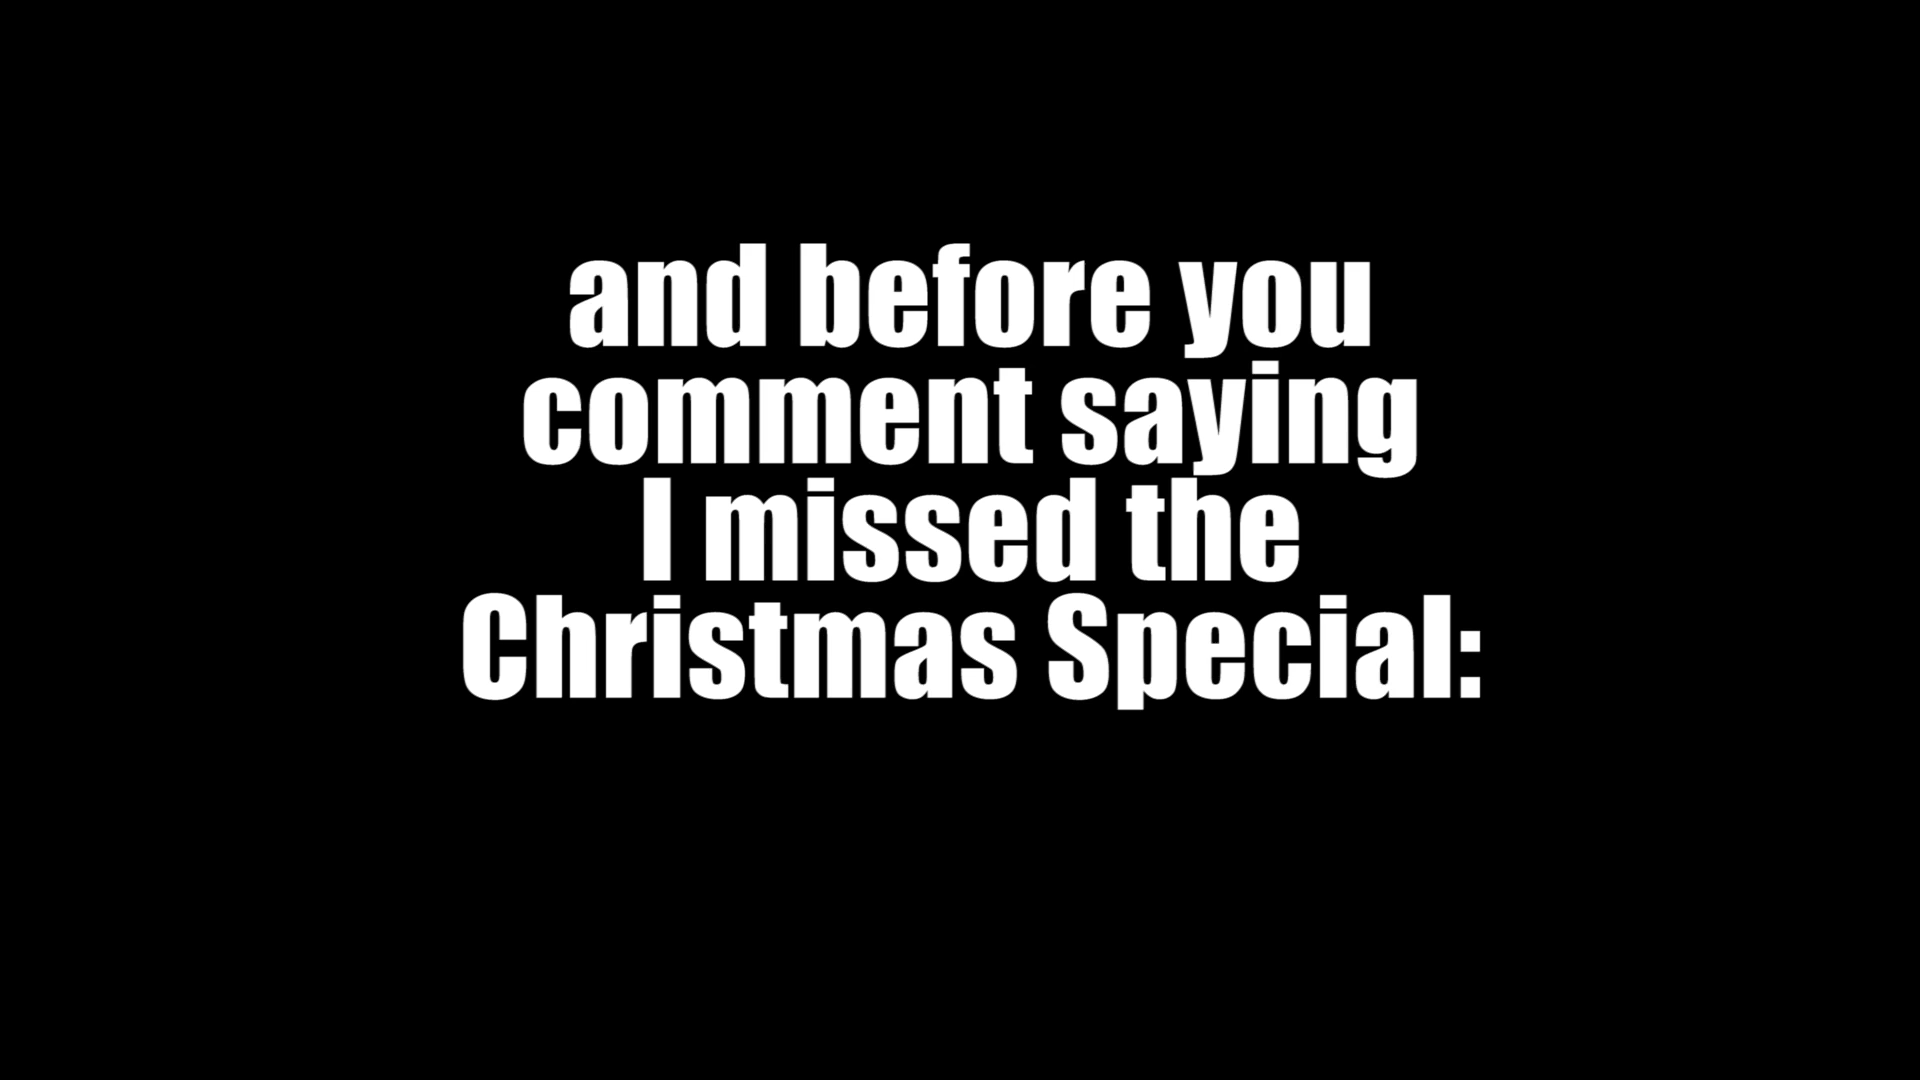 and before you
comment saying
I missed the
Christmas Special: